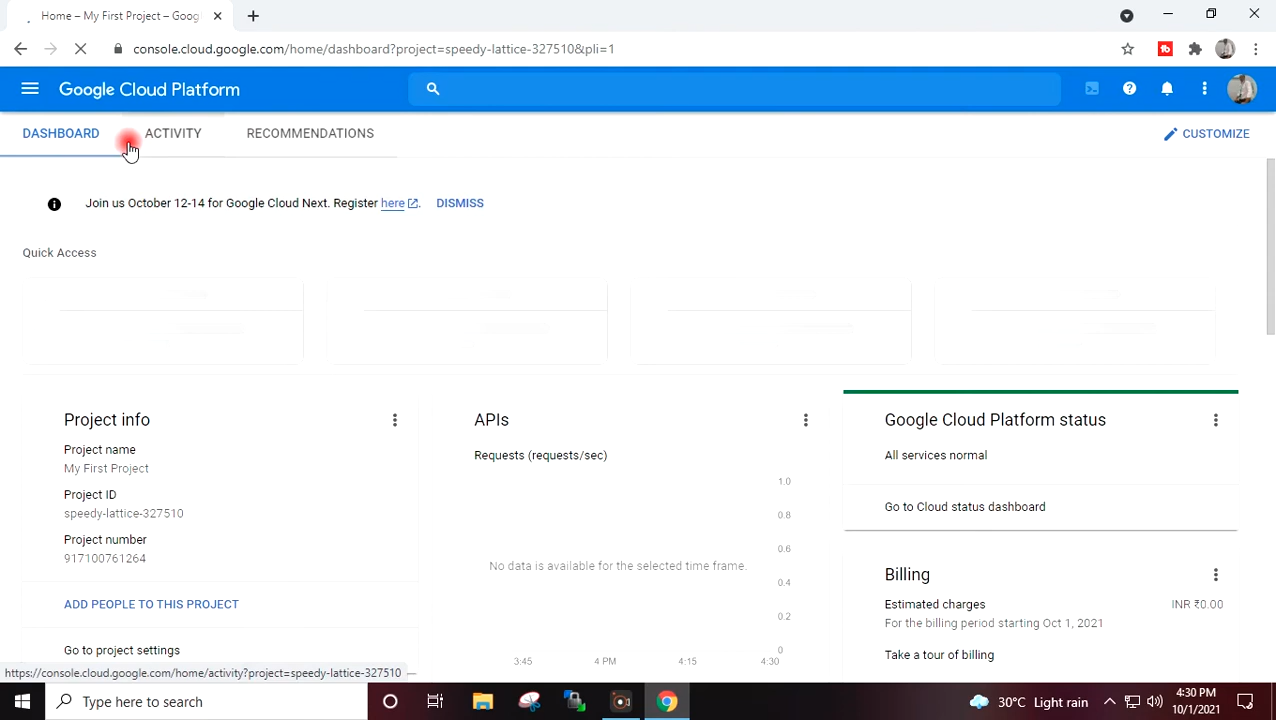 Home – My First Project – Goog
console.cloud.google.com/home/dashboard?project=speedy-lattice-327510&pli=1
Google Cloud Platform
DASHBOARD
ACTIVITY
RECOMMENDATIONS
CUSTOMIZE
Join us October 12-14 for Google Cloud Next. Register here. DISMISS
Quick Access
Project info
Project name
My First Project
Project ID
speedy-lattice-327510
Project number
917100761264
ADD PEOPLE TO THIS PROJECT
Go to project settings
APIs
Requests (requests/sec)
1.0
0.8
0.6
No data is available for the selected time frame.
0.4
0.2
0
3:45 4 PM 4:15 4:30
Google Cloud Platform status
All services normal
Go to Cloud status dashboard
Billing
Estimated charges INR ₹0.00
For the billing period starting Oct 1, 2021
Take a tour of billing
https://console.cloud.google.com/home/activity?project=speedy-lattice-327510
Type here to search
30°C Light rain
4:30 PM
10/1/2021